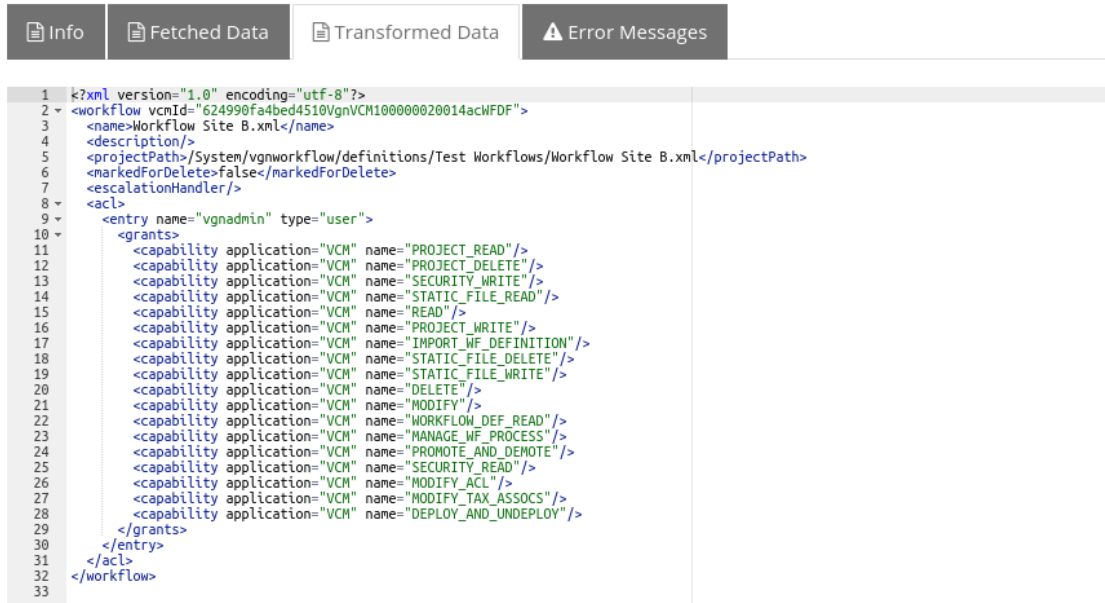 Info Fetched Data Transformed Data Error Messages
1 <?xml version="1.0" encoding="utf-8"?>
2 <workflow vcmId="624990fa4bed4510VgnVCM100000020014acWFDF">
3 <name>Workflow Site B.xml</name>
4 <description/>
5 <projectPath>/System/vgnworkflow/definitions/Test Workflows/Workflow Site B.xml</projectPath>
6 <markedForDelete>false</markedForDelete>
7 <escalationHandler/>
8 <acl>
9 <entry name="vgnadmin" type="user">
10 <grants>
11 <capability application="VCM" name="PROJECT_READ"/>
12 <capability application="VCM" name="PROJECT_DELETE"/>
13 <capability application="VCM" name="SECURITY_WRITE"/>
14 <capability application="VCM" name="STATIC_FILE_READ"/>
15 <capability application="VCM" name="READ"/>
16 <capability application="VCM" name="PROJECT_WRITE"/>
17 <capability application="VCM" name="IMPORT_WF_DEFINITION"/>
18 <capability application="VCM" name="STATIC_FILE_DELETE"/>
19 <capability application="VCM" name="STATIC_FILE_WRITE"/>
20 <capability application="VCM" name="DELETE"/>
21 <capability application="VCM" name="MODIFY"/>
22 <capability application="VCM" name="WORKFLOW_DEF_READ"/>
23 <capability application="VCM" name="MANAGE_WF_PROCESS"/>
24 <capability application="VCM" name="PROMOTE_AND_DEMOTE"/>
25 <capability application="VCM" name="SECURITY_READ"/>
26 <capability application="VCM" name="MODIFY_ACL"/>
27 <capability application="VCM" name="MODIFY_TAX_ASSOCS"/>
28 <capability application="VCM" name="DEPLOY_AND_UNDEPLOY"/>
29 </grants>
30 </entry>
31 </acl>
32 </workflow>
33